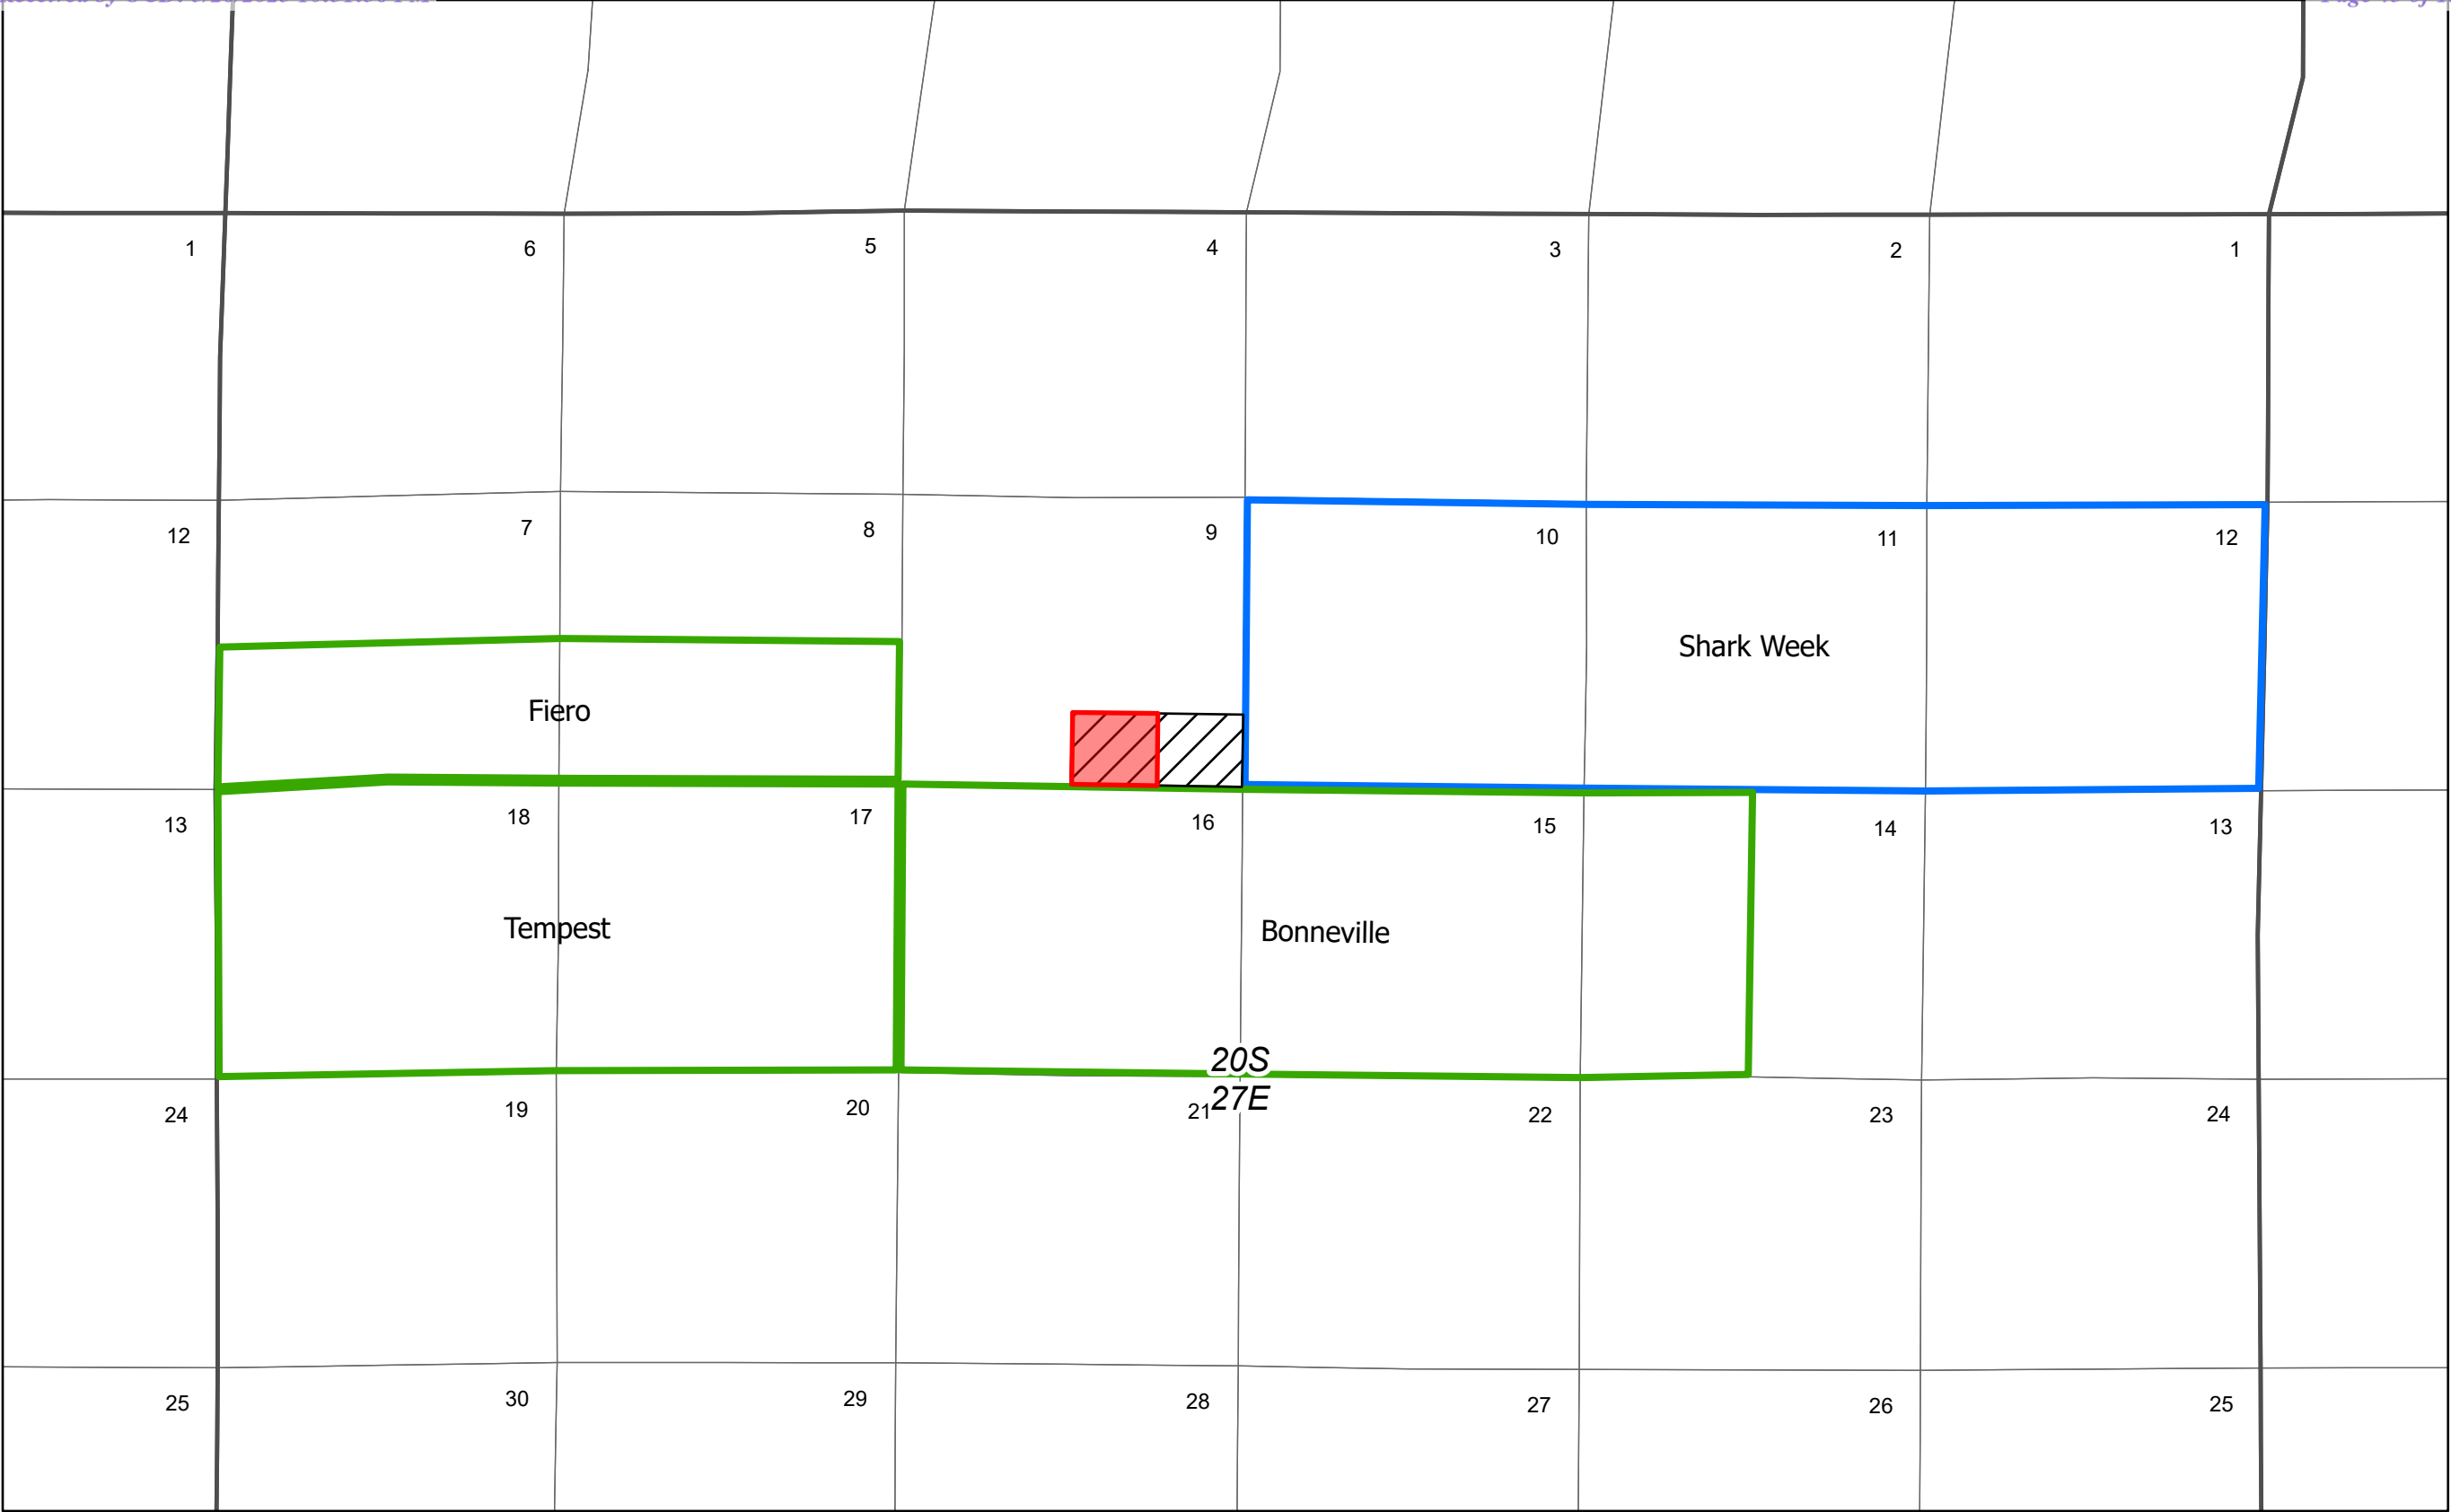 1 6 5 4 3 2 1
12 7 8 9 10 11 12
Shark Week
Fiero
13 18 17 16 15 14 13
Tempest Bonneville
20S
27E
24 19 20 21 22 23 24
25 30 29 28 27 26 25